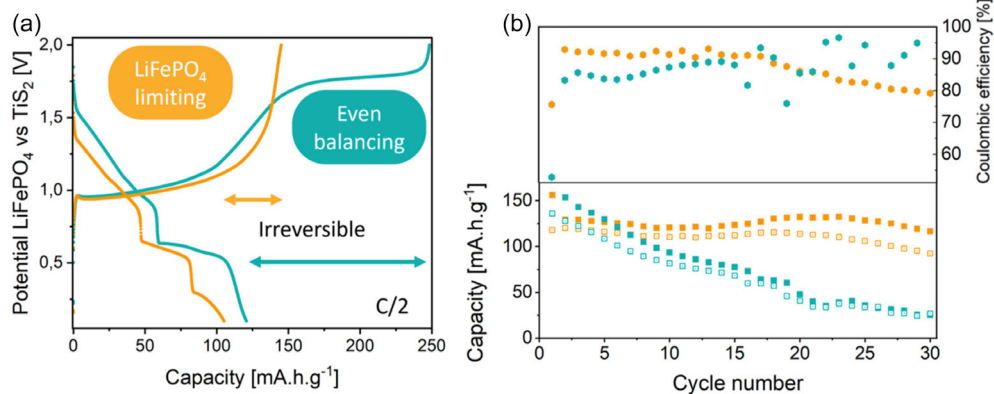 (a)
2,0
1,5
1,0
0,5
Potential LiFePO₄ vs TiS₂ [V]
LiFePO₄
limiting
Even
balancing
Irreversible
C/2
0 50 100 150 200 250
Capacity [mA.h.g⁻¹]
(b)
100
90
80
70
60
Coulombic efficiency [%]
150
100
50
0
Capacity [mA.h.g⁻¹]
0 5 10 15 20 25 30
Cycle number